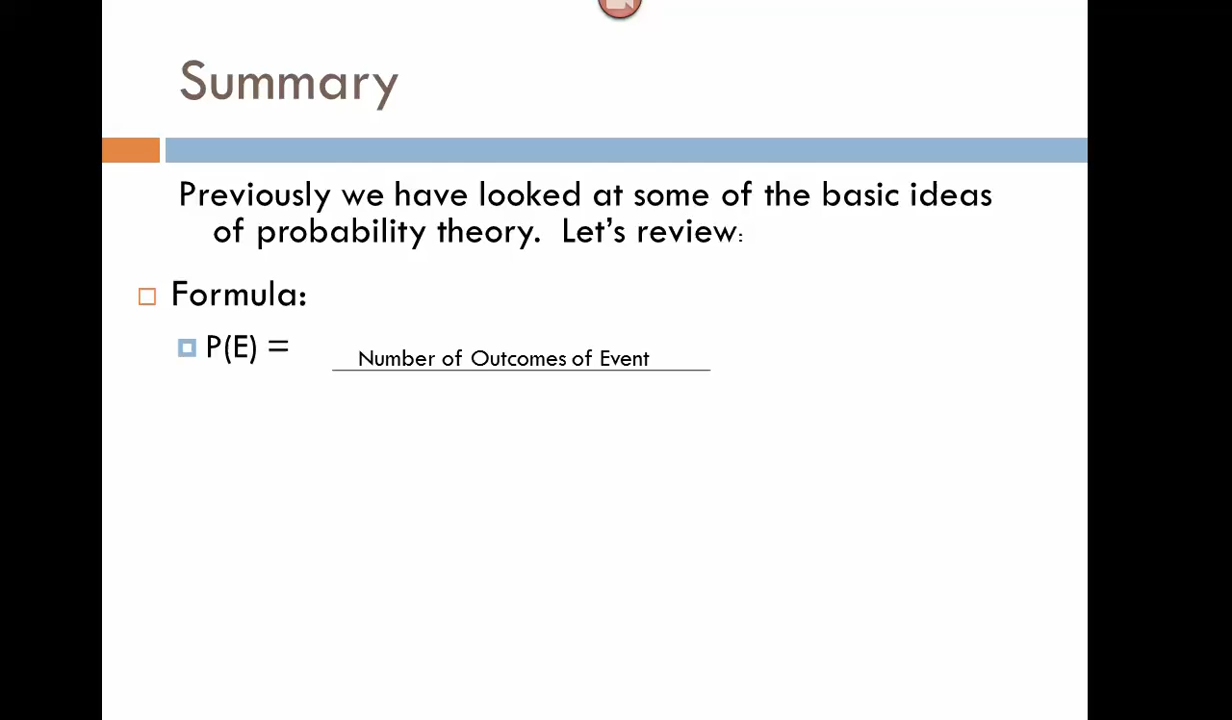 Summary
Previously we have looked at some of the basic ideas
of probability theory.  Let’s review:
Formula:
P(E) =
Number of Outcomes of Event